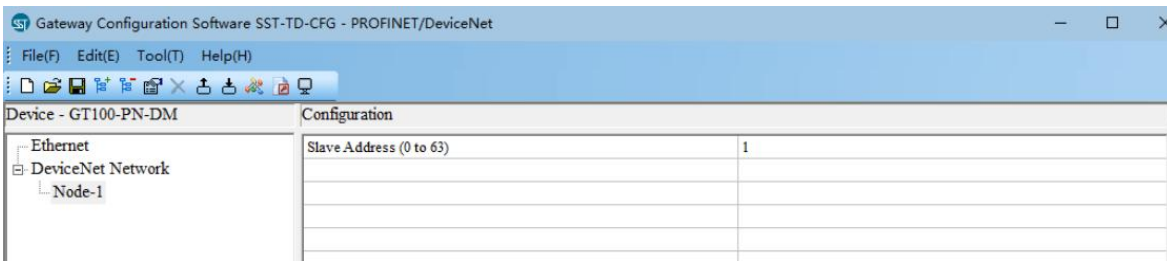 SST Gateway Configuration Software SST-TD-CFG - PROFINET/DeviceNet
File(F) Edit(E) Tool(T) Help(H)
Device - GT100-PN-DM
Configuration
Ethernet
DeviceNet Network
Node-1
Slave Address (0 to 63) 1